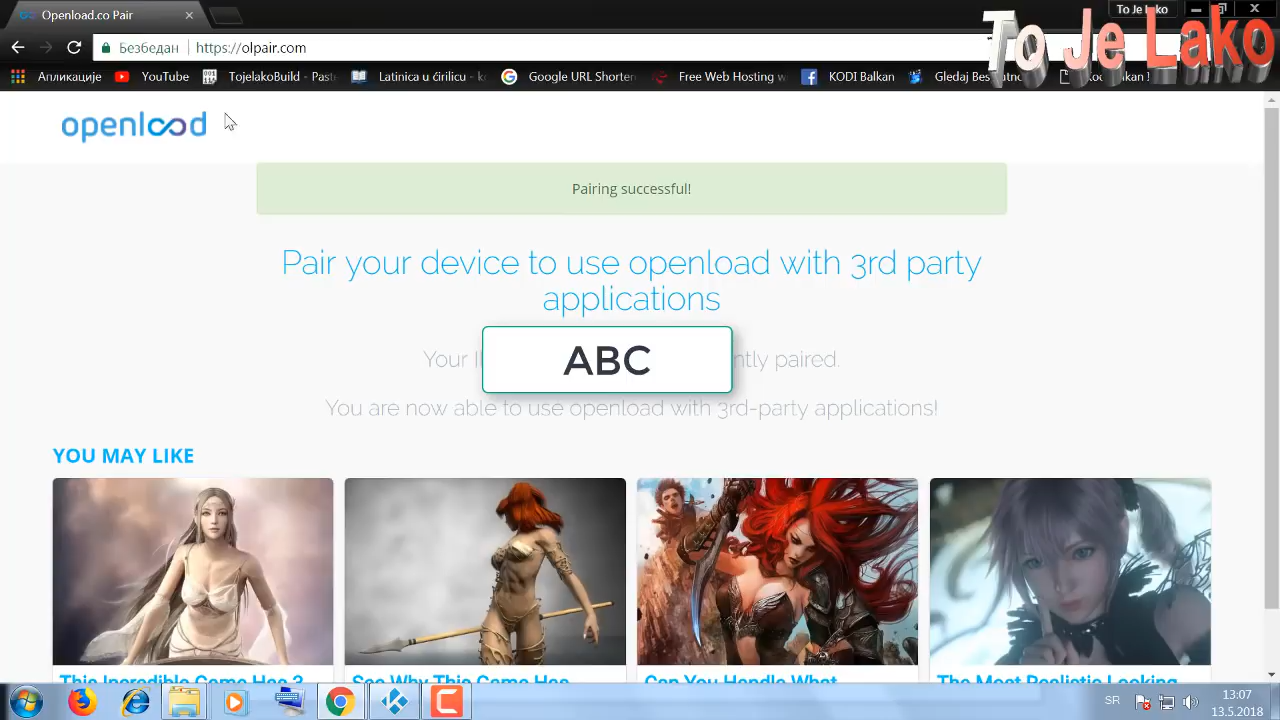 Openload.co Pair
To Je Lako
To Je Lako
Безбедан
https://olpair.com
Апликације
YouTube
TojelakoBuild - Paste
Latinica u ćirilicu - ko
Google URL Shorten
Free Web Hosting w
KODI Balkan
Gledaj Bes
openload
Pairing successful!
Pair your device to use openload with 3rd party
applications
Your
ABC
ntly paired.
You are now able to use openload with 3rd-party applications!
YOU MAY LIKE
This Incredible Game Has 3
See Why This Game Has
Can You Handle What
The Most Realistic Looking
SR
13:07
13.5.2018